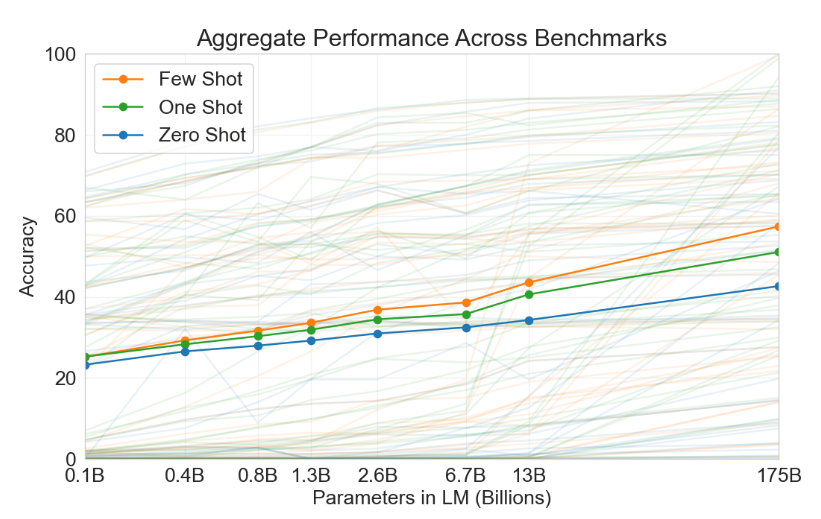 Aggregate Performance Across Benchmarks
100
80
60
40
20
0
Accuracy
Few Shot
One Shot
Zero Shot
0.1B 0.4B 0.8B 1.3B 2.6B 6.7B 13B 175B
Parameters in LM (Billions)